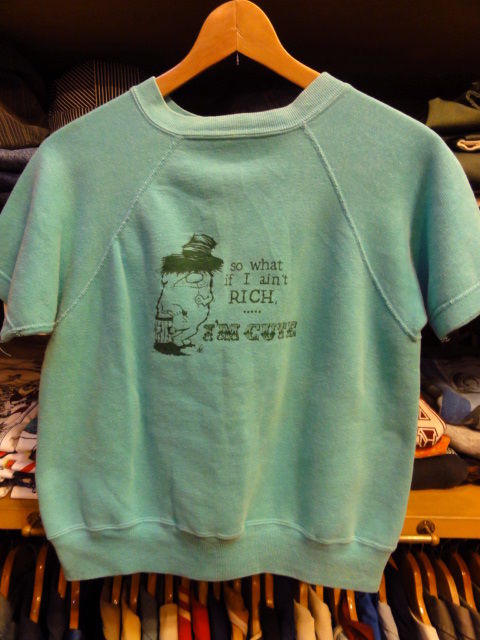 so what
if I ain't
RICH,
.....
I'M CUTE